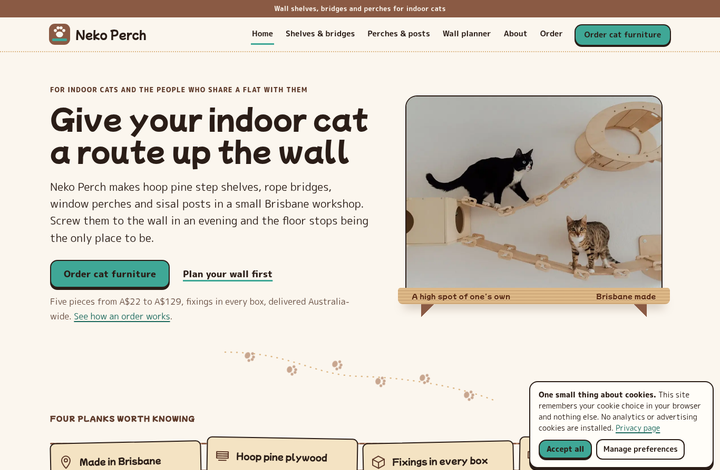 Wall shelves, bridges and perches for indoor cats
Neko Perch
Home Shelves & bridges Perches & posts Wall planner About Order Order cat furniture
FOR INDOOR CATS AND THE PEOPLE WHO SHARE A FLAT WITH THEM
Give your indoor cat
a route up the wall
Neko Perch makes hoop pine step shelves, rope bridges,
window perches and sisal posts in a small Brisbane workshop.
Screw them to the wall in an evening and the floor stops being
the only place to be.
Order cat furniture Plan your wall first
Five pieces from A$22 to A$129, fixings in every box, delivered Australia-
wide. See how an order works.
A high spot of one's own Brisbane made
FOUR PLANKS WORTH KNOWING
Made in Brisbane
Hoop pine plywood
Fixings in every box
One small thing about cookies. This site
remembers your cookie choice in your browser
and nothing else. No analytics or advertising
cookies are installed. Privacy page
Accept all Manage preferences